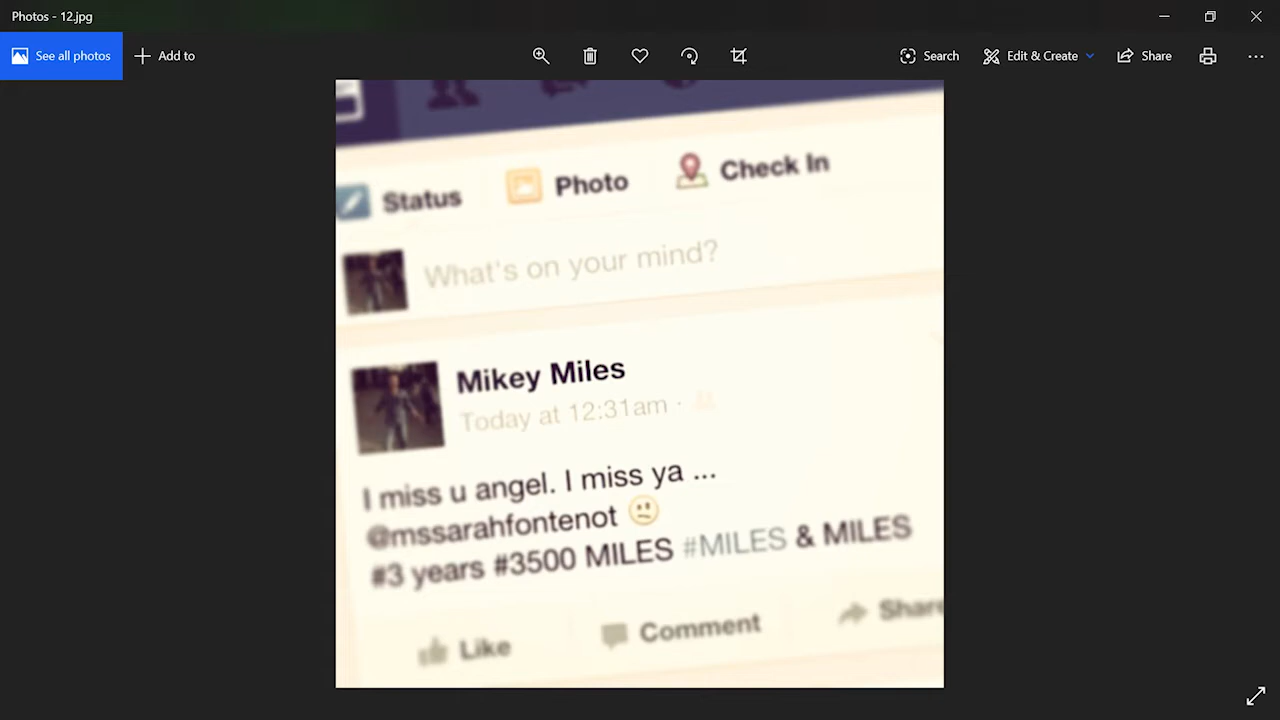 Photos - 12.jpg
See all photos
Add to
Search
Edit & Create
Share
Status
Photo
Check In
What's on your mind?
Mikey Miles
Today at 12:31am ·
I miss u angel. I miss ya ...
@mssarahfontenot
#3 years #3500 MILES #MILES & MILES
Like
Comment
Share